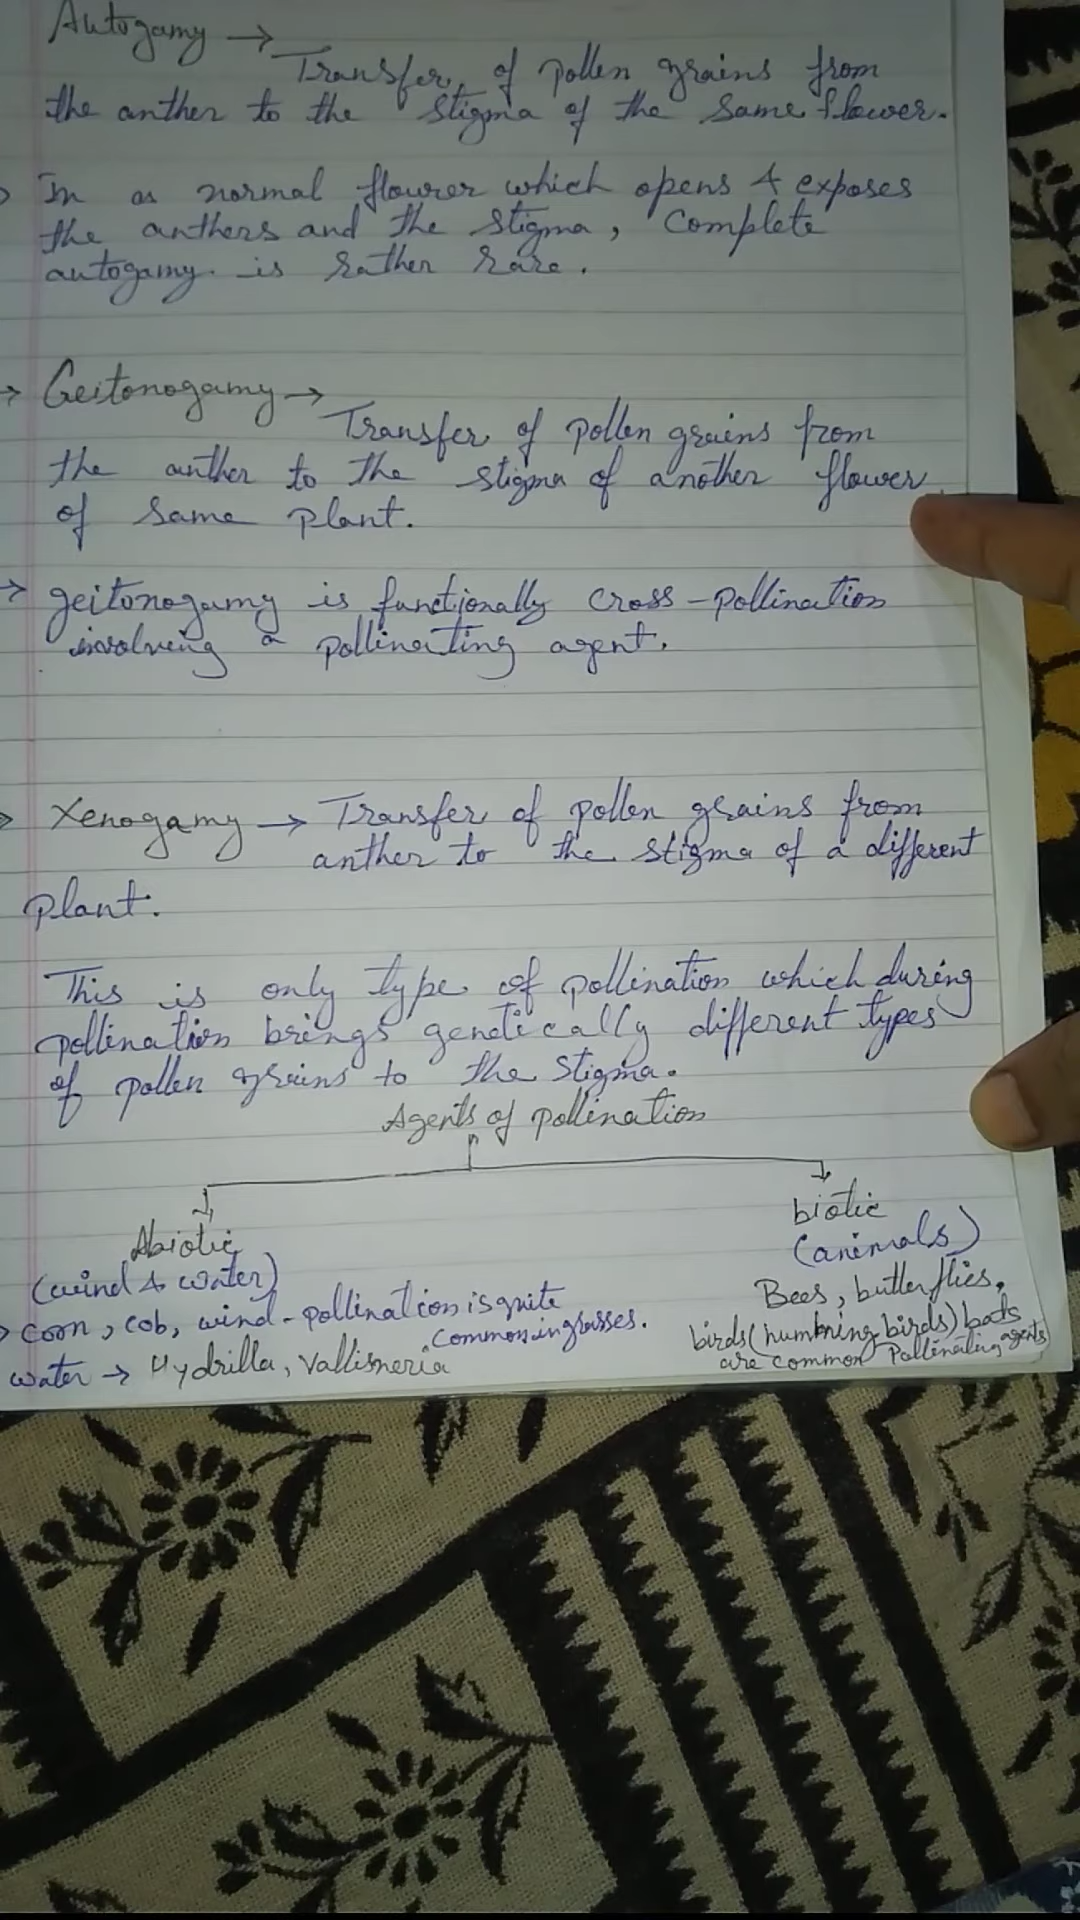 Autogamy →
Transfer of pollen grains from
the anther to the stigma of the same flower.
In as normal flower which opens & exposes
the anthers and the stigma, complete
autogamy is rather rare.
→ Geitonogamy →
Transfer of pollen grains from
the anther to the stigma of another flower
of same plant.
→ geitonogamy is functionally cross-pollination
involving a pollinating agent.
→ Xenogamy → Transfer of pollen grains from
anther to the stigma of a different
plant.
This is only type of pollination which during
pollination brings genetically different types
of pollen grains to the stigma.
Agents of pollination
Abiotic
(wind & water)
biotic
(animals)
→ corn, cob, wind-pollination is quite
common in grasses.
water → Hydrilla, Vallisneria
Bees, butterflies,
birds (humbning birds) bats
are common pollinating agents